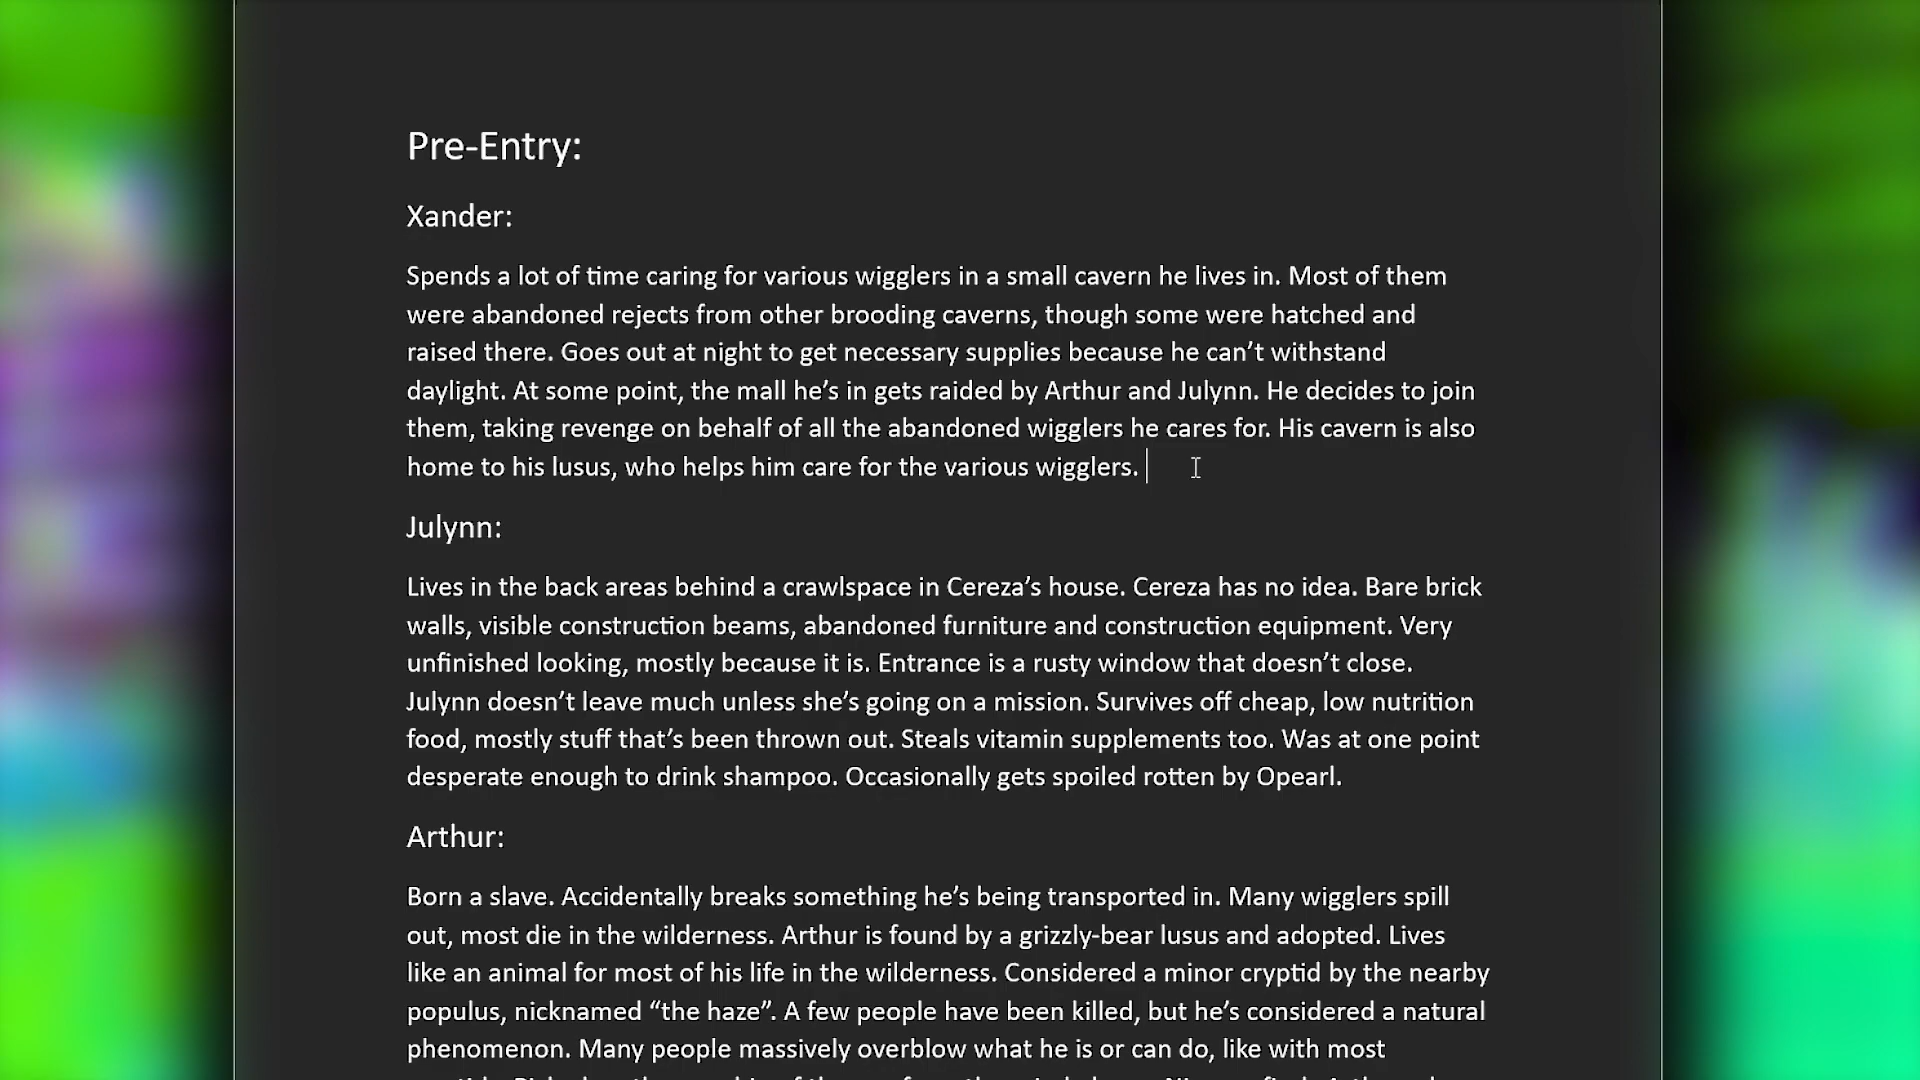 Pre-Entry:
Xander:
Spends a lot of time caring for various wigglers in a small cavern he lives in. Most of them
were abandoned rejects from other brooding caverns, though some were hatched and
raised there. Goes out at night to get necessary supplies because he can’t withstand
daylight. At some point, the mall he’s in gets raided by Arthur and Julynn. He decides to join
them, taking revenge on behalf of all the abandoned wigglers he cares for. His cavern is also
home to his lusus, who helps him care for the various wigglers.
Julynn:
Lives in the back areas behind a crawlspace in Cereza’s house. Cereza has no idea. Bare brick
walls, visible construction beams, abandoned furniture and construction equipment. Very
unfinished looking, mostly because it is. Entrance is a rusty window that doesn’t close.
Julynn doesn’t leave much unless she’s going on a mission. Survives off cheap, low nutrition
food, mostly stuff that’s been thrown out. Steals vitamin supplements too. Was at one point
desperate enough to drink shampoo. Occasionally gets spoiled rotten by Opearl.
Arthur:
Born a slave. Accidentally breaks something he’s being transported in. Many wigglers spill
out, most die in the wilderness. Arthur is found by a grizzly-bear lusus and adopted. Lives
like an animal for most of his life in the wilderness. Considered a minor cryptid by the nearby
populus, nicknamed “the haze”. A few people have been killed, but he’s considered a natural
phenomenon. Many people massively overblow what he is or can do, like with most